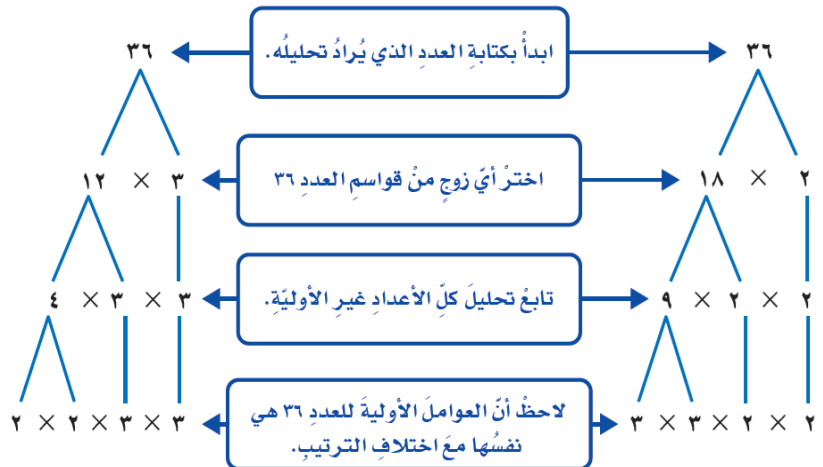 ٣٦
ابدأْ بكتابةِ العددِ الذي يُرادُ تحليلُه.
٣٦
٢ × ١٨
اخترْ أيَّ زوجٍ منْ قواسمِ العددِ ٣٦
٣ × ١٢
٢ × ٢ × ٩
تابعْ تحليلَ كلِّ الأعدادِ غيرِ الأوليّةِ.
٣ × ٣ × ٤
٢ × ٢ × ٣ × ٣
لاحظْ أنّ العواملَ الأوليةَ للعددِ ٣٦ هي
نفسُها معَ اختلافِ الترتيبِ.
٣ × ٣ × ٢ × ٢